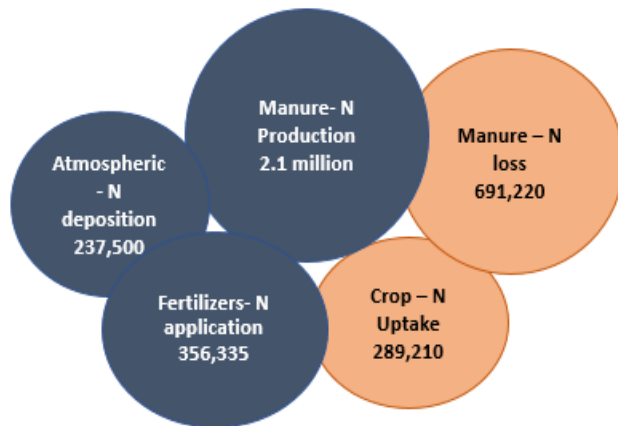 Manure- N
Production
2.1 million
Manure – N
loss
691,220
Atmospheric
- N
deposition
237,500
Fertilizers- N
application
356,335
Crop – N
Uptake
289,210